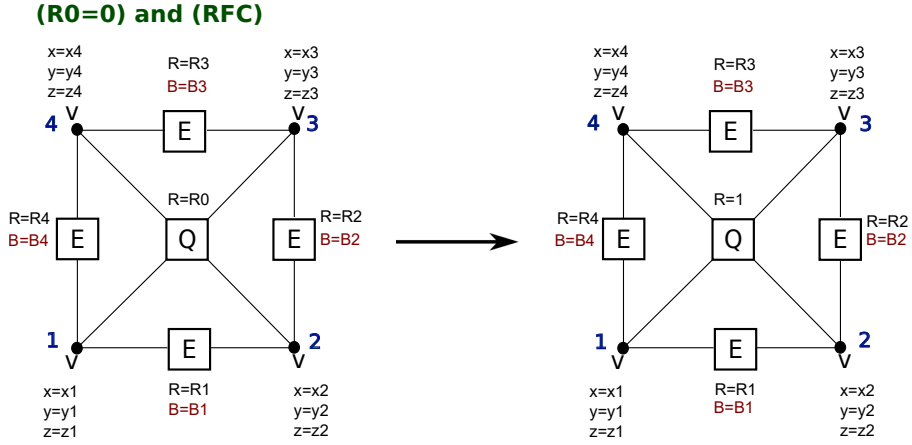 (R0=0) and (RFC)
x=x4
y=y4
z=z4
V
4
R=R3
B=B3
E
x=x3
y=y3
z=z3
V
3
R=R4
B=B4
E
R=R0
Q
E
R=R2
B=B2
1
V
x=x1
y=y1
z=z1
E
R=R1
B=B1
2
V
x=x2
y=y2
z=z2
x=x4
y=y4
z=z4
V
4
R=R3
B=B3
E
x=x3
y=y3
z=z3
V
3
R=R4
B=B4
E
R=1
Q
E
R=R2
B=B2
1
V
x=x1
y=y1
z=z1
E
R=R1
B=B1
2
V
x=x2
y=y2
z=z2